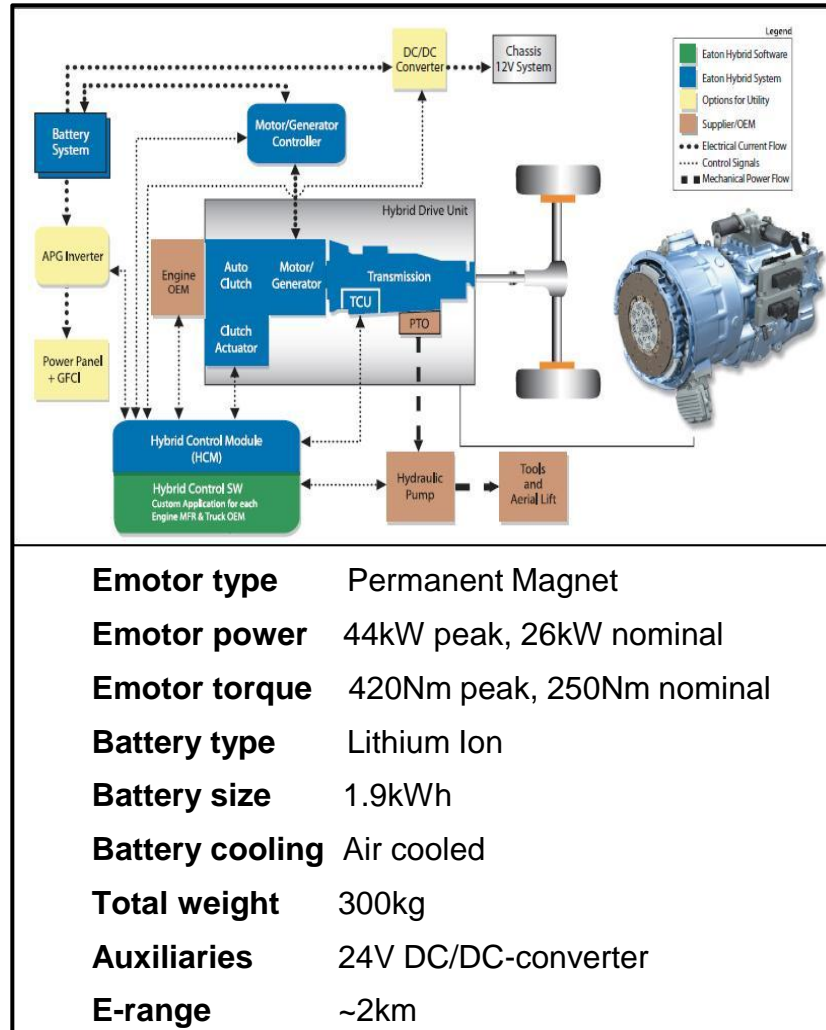 Legend
Eaton Hybrid Software
Eaton Hybrid System
Options for Utility
Supplier/OEM
Electrical Current Flow
Control Signals
Mechanical Power Flow
DC/DC
Converter
Chassis
12V System
Battery
System
Motor/Generator
Controller
Hybrid Drive Unit
APG Inverter
Engine
OEM
Auto
Clutch
Motor/
Generator
Transmission
TCU
PTO
Clutch
Actuator
Power Panel
+ GFCI
Hybrid Control Module
(HCM)
Hybrid Control SW
Custom Application for each
Engine MFR & Truck OEM
Hydraulic
Pump
Tools
and
Aerial Lift
Emotor type Permanent Magnet
Emotor power 44kW peak, 26kW nominal
Emotor torque 420Nm peak, 250Nm nominal
Battery type Lithium Ion
Battery size 1.9kWh
Battery cooling Air cooled
Total weight 300kg
Auxiliaries 24V DC/DC-converter
E-range ~2km